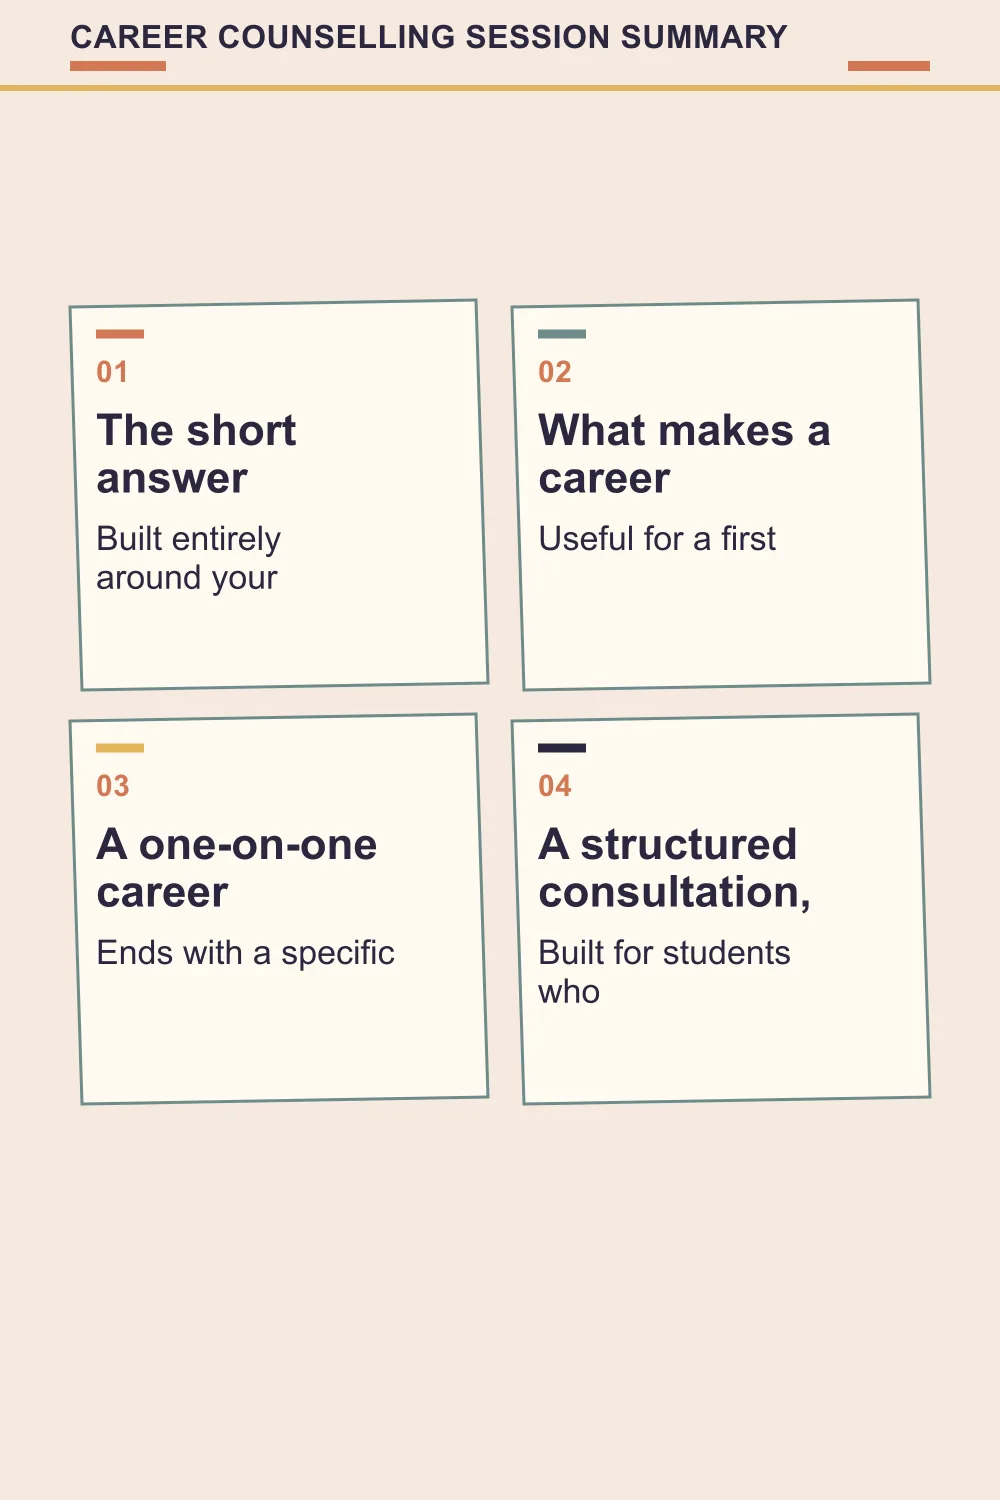 CAREER COUNSELLING SESSION SUMMARY
01
The short
answer
Built entirely
around your
02
What makes a
career
Useful for a first
03
A one-on-one
career
Ends with a specific
04
A structured
consultation,
Built for students
who